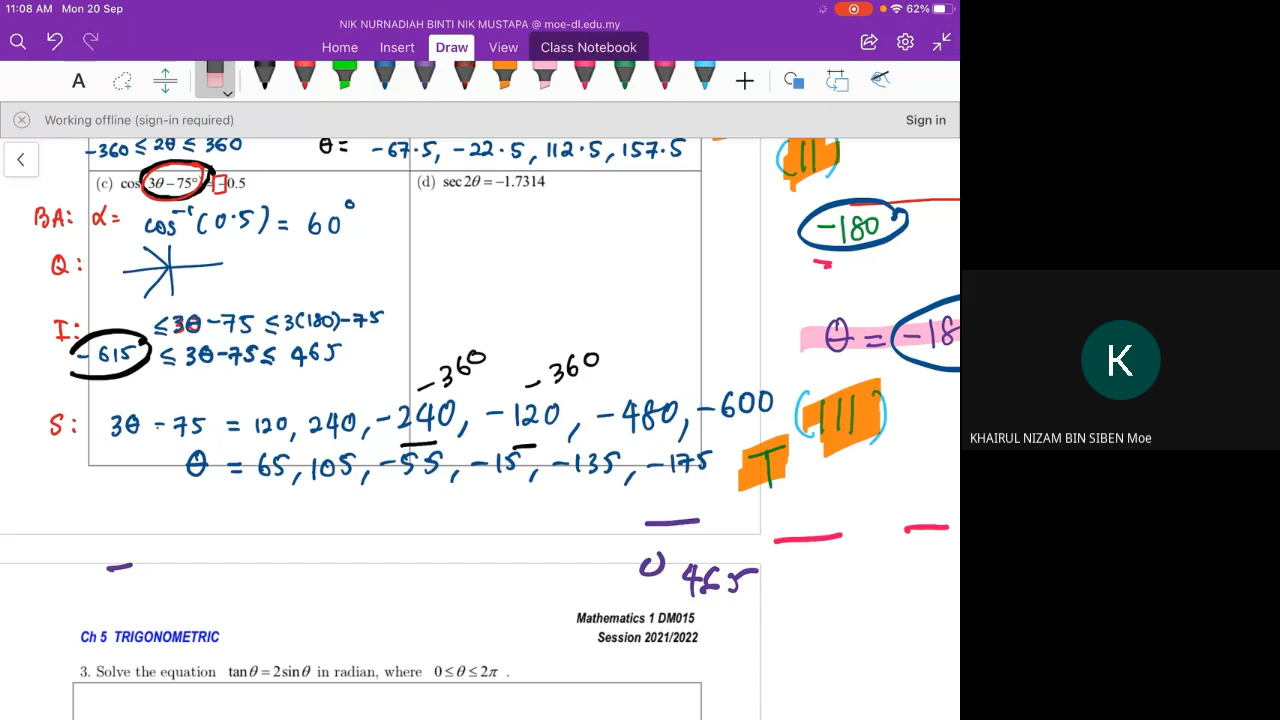 11:08 AM Mon 20 Sep
62%
NIK NURNADIAH BINTI NIK MUSTAPA @ moe-dl.edu.my
Home Insert Draw View Class Notebook
A
Working offline (sign-in required)
Sign in
-360 ≤ 2θ ≤ 360
θ = -67.5, -22.5, 112.5, 157.5
(c) cos(3θ – 75°) = -0.5
(d) sec 2θ = -1.7314
BA: α = cos⁻¹(0.5) = 60°
Q:
I: ≤ 3θ - 75 ≤ 3(180) - 75
-615 ≤ 3θ - 75 ≤ 465
-360 -360
S: 3θ - 75 = 120, 240, -240, -120, -480, -600
θ = 65, 105, -55, -15, -135, -175
T
(11)
-180
θ = -18
(111)
0 465
Mathematics 1 DM015
Ch 5 TRIGONOMETRIC
Session 2021/2022
3. Solve the equation tan θ = 2 sin θ in radian, where 0 ≤ θ ≤ 2π .
K
KHAIRUL NIZAM BIN SIBEN Moe